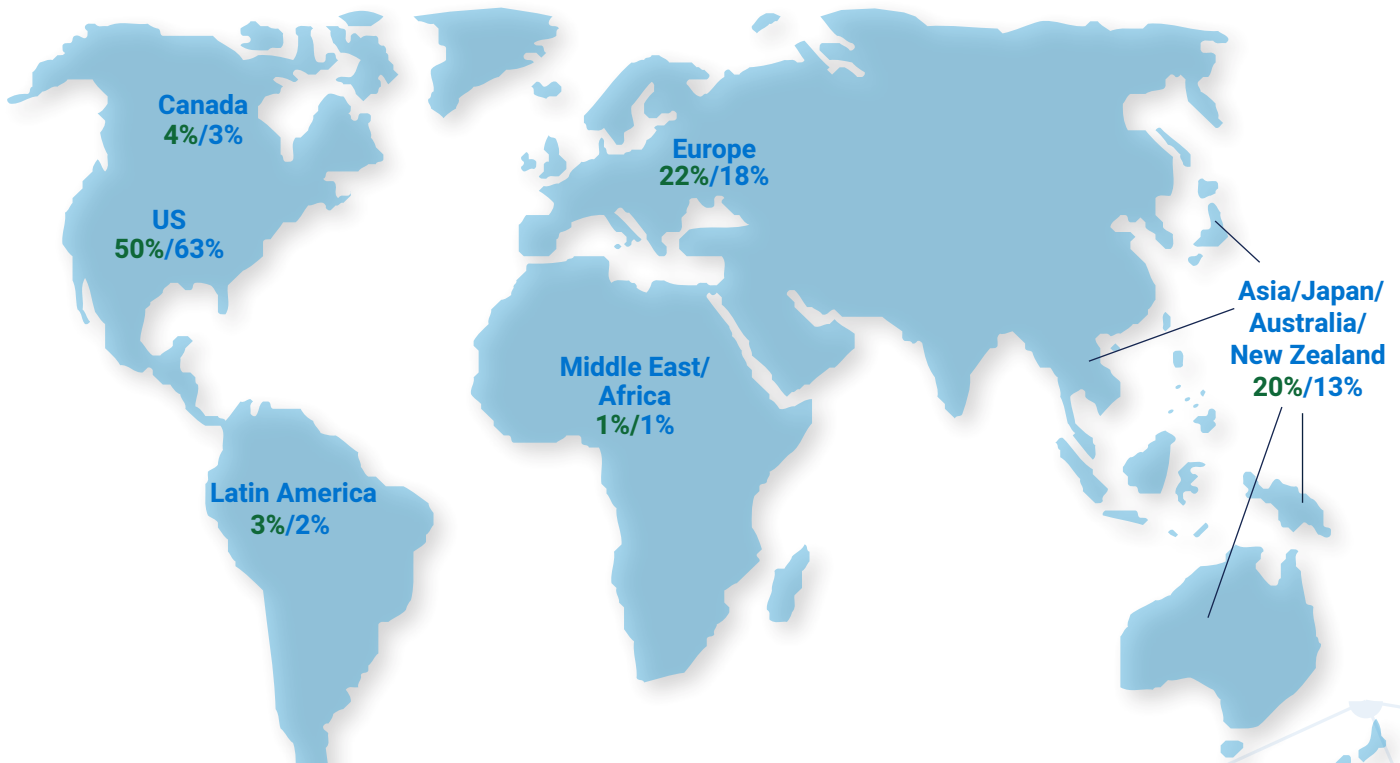 Canada
4%/3%
US
50%/63%
Europe
22%/18%
Asia/Japan/
Australia/
New Zealand
20%/13%
Middle East/
Africa
1%/1%
Latin America
3%/2%